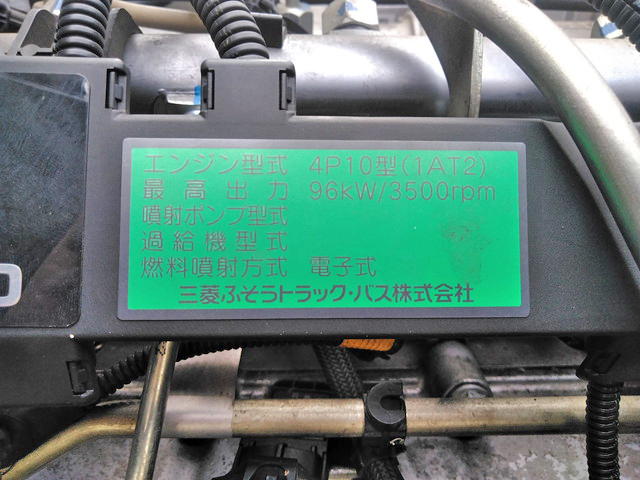 エンジン型式 4P10型(1AT2)
最高出力 96kW/3500rpm
噴射ポンプ型式
過給機型式
燃料噴射方式 電子式
三菱ふそうトラック・バス株式会社